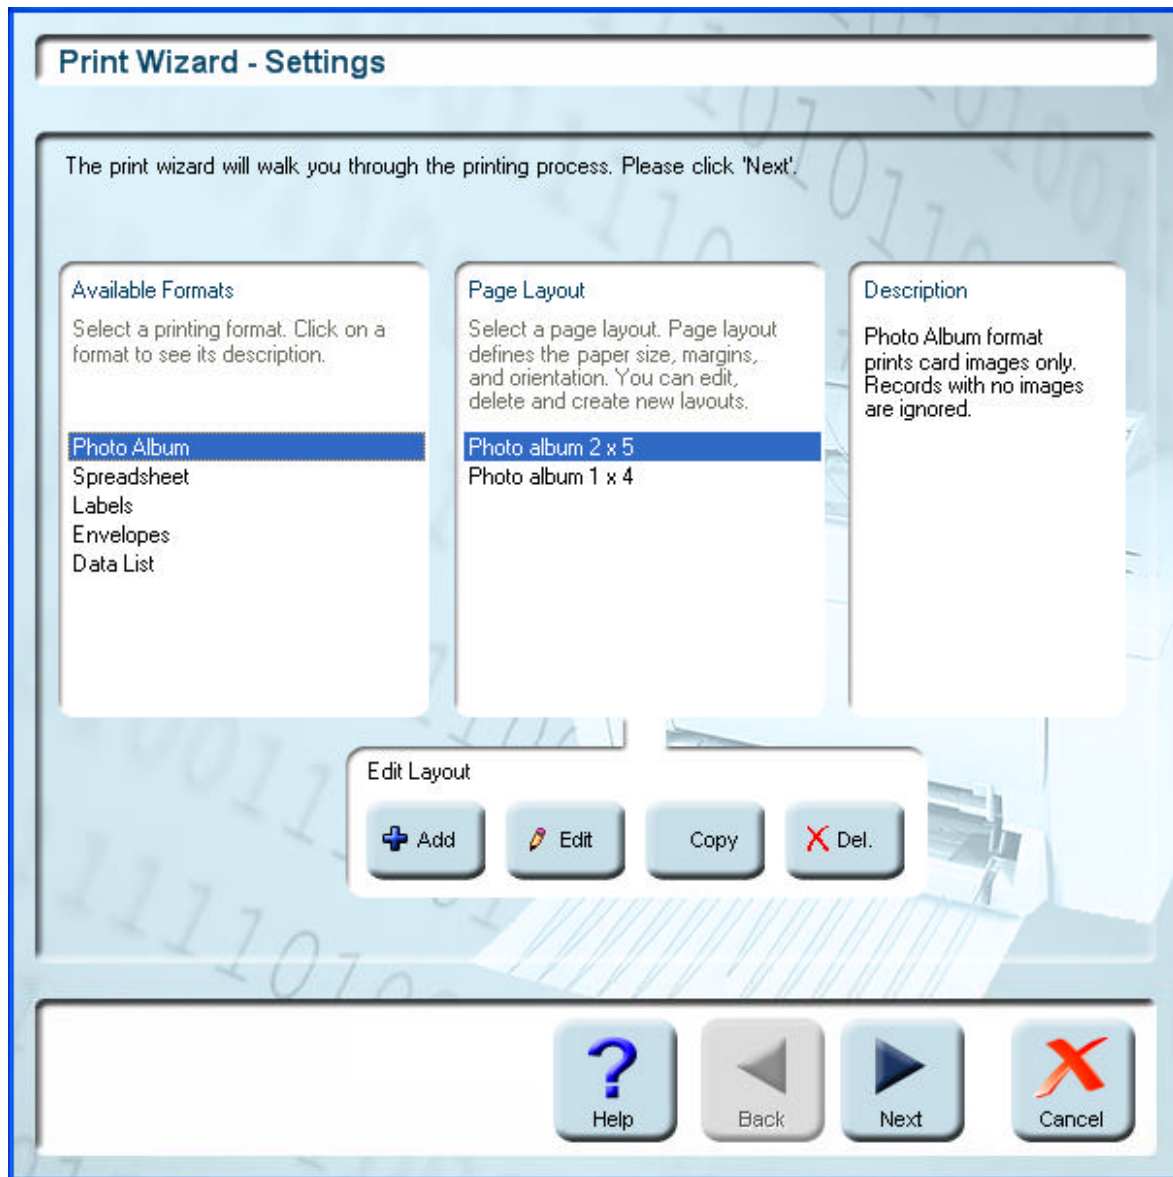 Print Wizard - Settings
The print wizard will walk you through the printing process. Please click 'Next'.
Available Formats
Select a printing format. Click on a
format to see its description.
Photo Album
Spreadsheet
Labels
Envelopes
Data List
Page Layout
Select a page layout. Page layout
defines the paper size, margins,
and orientation. You can edit,
delete and create new layouts.
Photo album 2 x 5
Photo album 1 x 4
Description
Photo Album format
prints card images only.
Records with no images
are ignored.
Edit Layout
Add
Edit
Copy
Del.
Help
Back
Next
Cancel